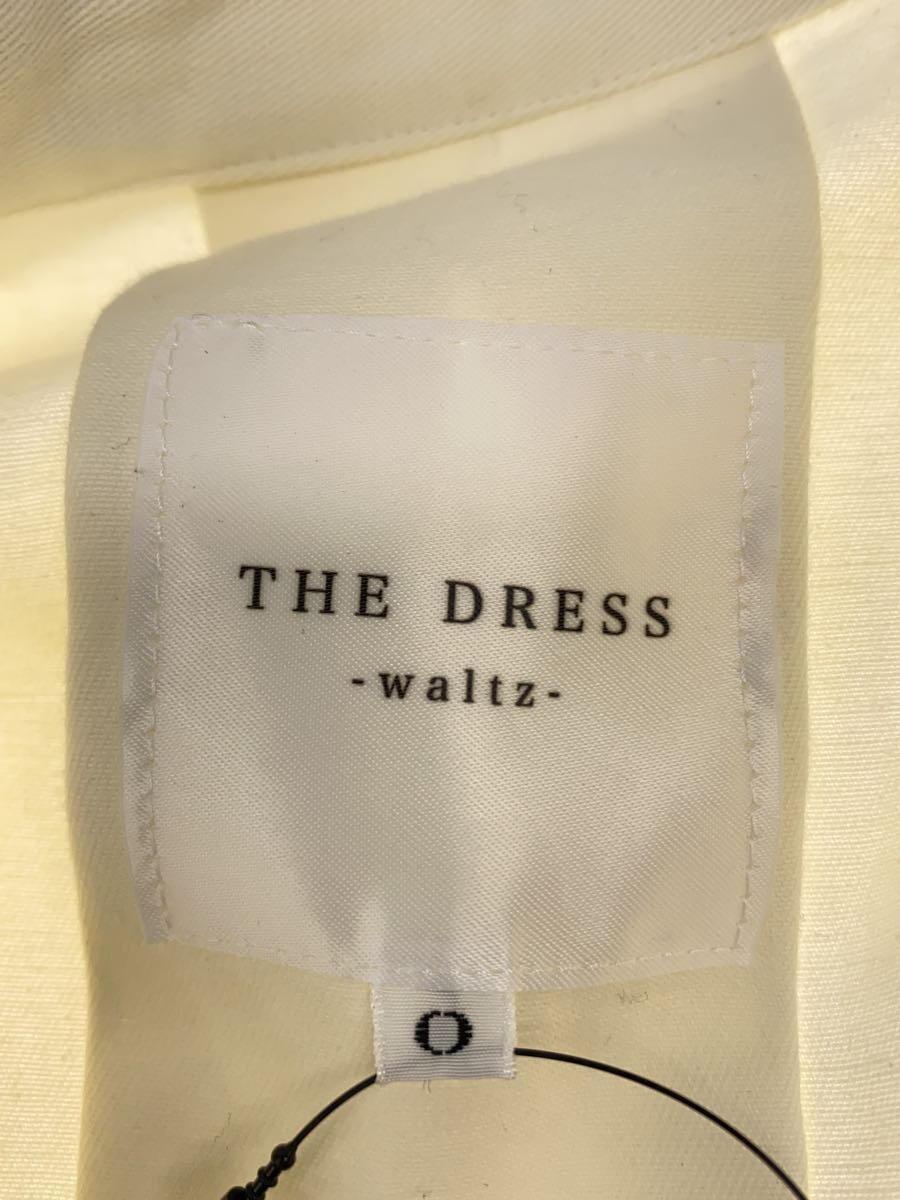 THE DRESS
-waltz-
0